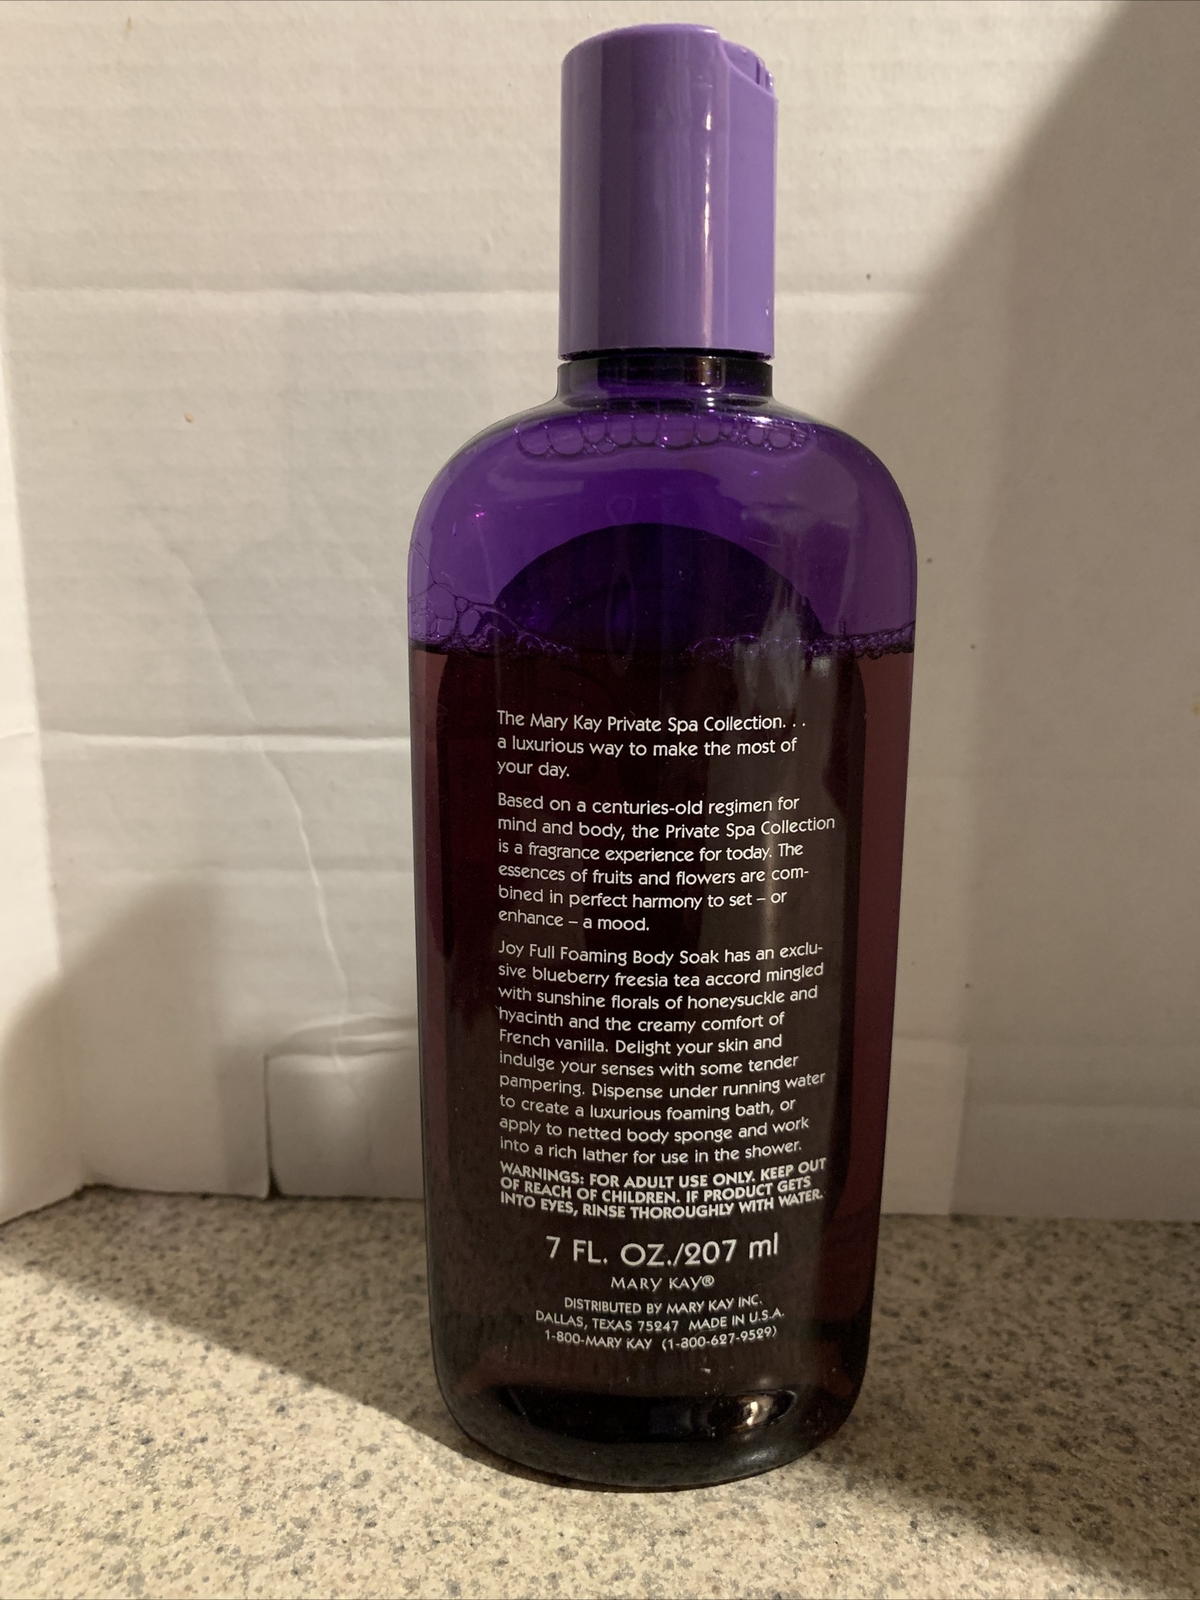 The Mary Kay Private Spa Collection. . .
a luxurious way to make the most of
your day.
Based on a centuries-old regimen for
mind and body, the Private Spa Collection
is a fragrance experience for today. The
essences of fruits and flowers are com-
bined in perfect harmony to set – or
enhance – a mood.
Joy Full Foaming Body Soak has an exclu-
sive blueberry freesia tea accord mingled
with sunshine florals of honeysuckle and
hyacinth and the creamy comfort of
French vanilla. Delight your skin and
indulge your senses with some tender
pampering. Dispense under running water
to create a luxurious foaming bath, or
apply to netted body sponge and work
into a rich lather for use in the shower.
WARNINGS: FOR ADULT USE ONLY. KEEP OUT
OF REACH OF CHILDREN. IF PRODUCT GETS
INTO EYES, RINSE THOROUGHLY WITH WATER.
7 FL. OZ./207 ml
MARY KAY®
DISTRIBUTED BY MARY KAY INC.
DALLAS, TEXAS 75247 MADE IN U.S.A.
1-800-MARY KAY (1-800-627-9529)